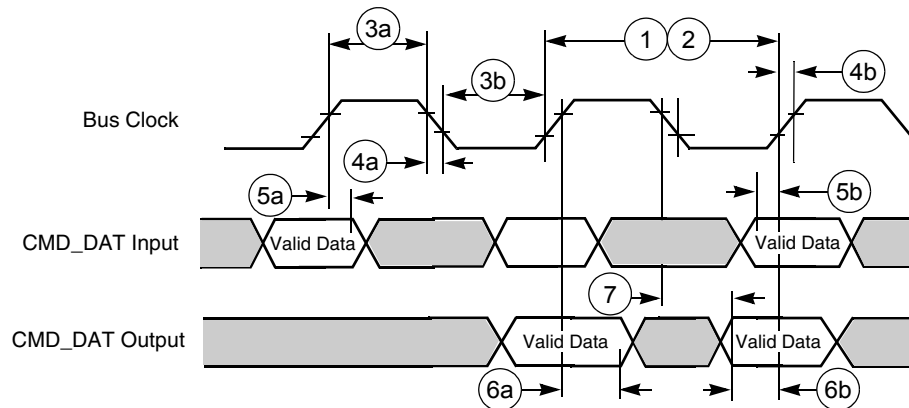 3a
1 2
3b
4b
Bus Clock
4a
5a
5b
CMD_DAT Input
Valid Data
Valid Data
7
CMD_DAT Output
Valid Data
Valid Data
6a
6b